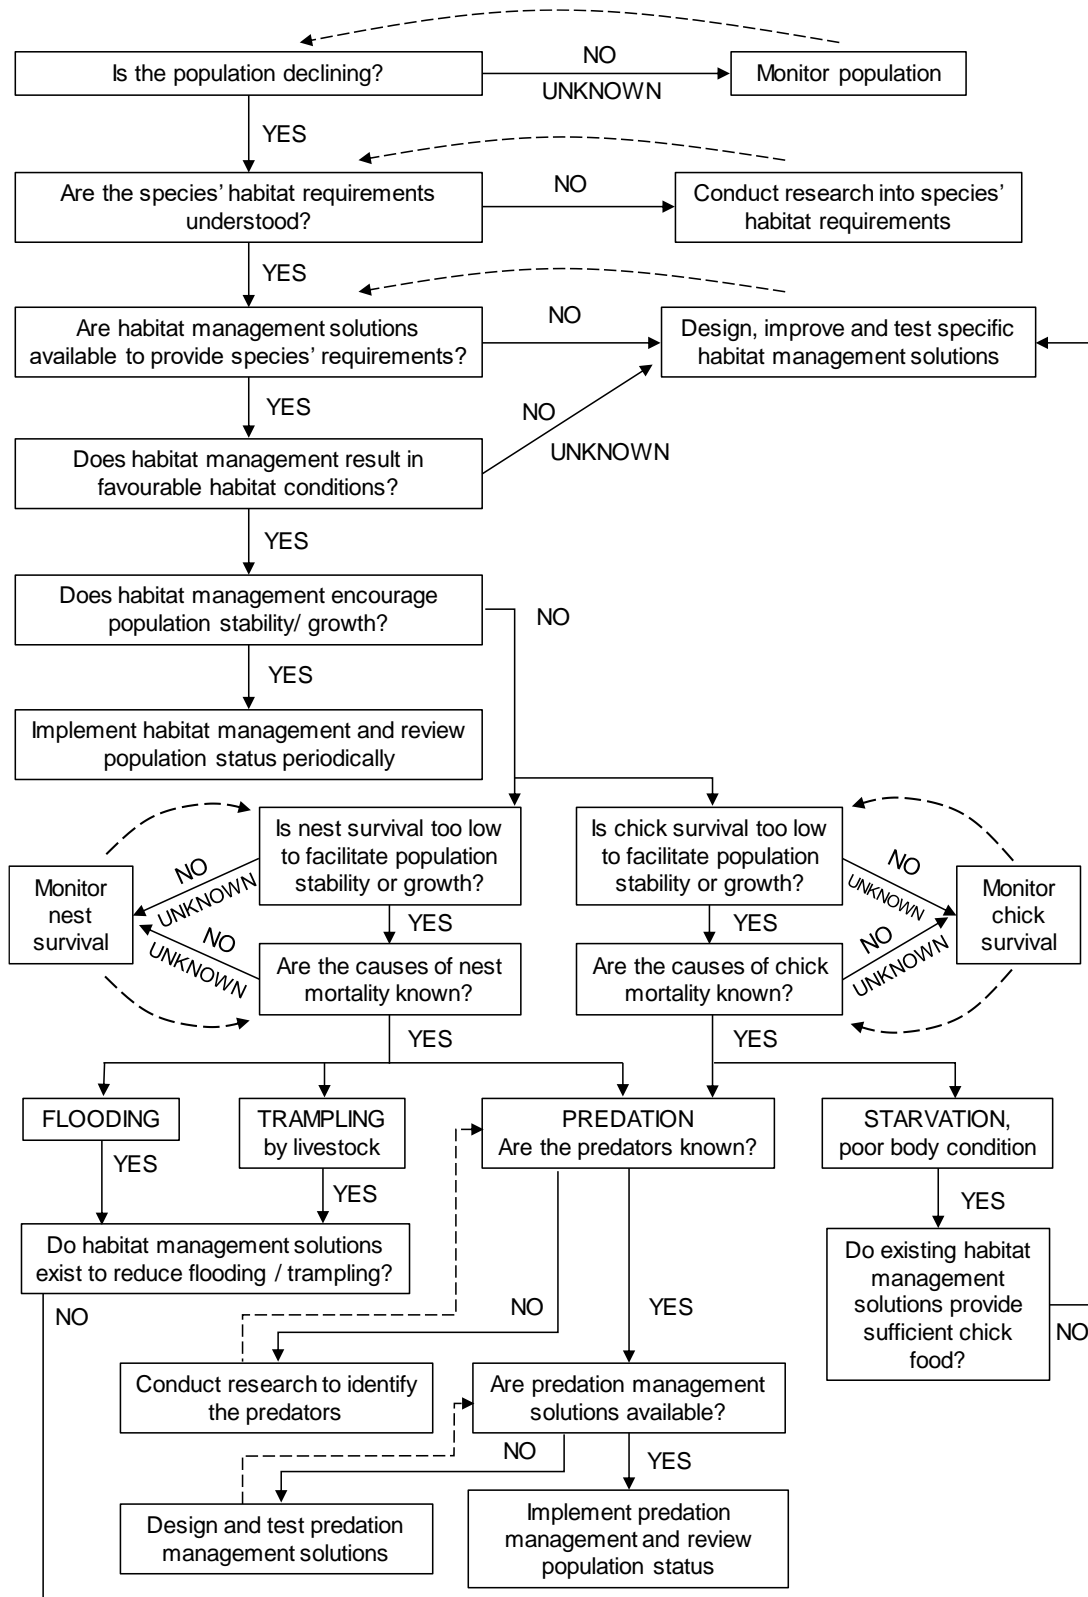 Is the population declining?
NO
UNKNOWN
Monitor population
YES
Are the species’ habitat requirements
understood?
NO
Conduct research into species’
habitat requirements
YES
Are habitat management solutions
available to provide species’ requirements?
NO
Design, improve and test specific
habitat management solutions
YES
NO
UNKNOWN
Does habitat management result in
favourable habitat conditions?
YES
Does habitat management encourage
population stability/ growth?
NO
YES
Implement habitat management and review
population status periodically
Is nest survival too low
to facilitate population
stability or growth?
Is chick survival too low
to facilitate population
stability or growth?
NO
UNKNOWN
Monitor
nest
survival
NO
UNKNOWN
YES
NO
UNKNOWN
Monitor
chick
survival
NO
UNKNOWN
YES
Are the causes of nest
mortality known?
Are the causes of chick
mortality known?
YES
YES
FLOODING
TRAMPLING
by livestock
PREDATION
Are the predators known?
STARVATION,
poor body condition
YES
YES
YES
Do habitat management solutions
exist to reduce flooding / trampling?
Do existing habitat
management
solutions provide
sufficient chick
food?
NO
NO
YES
NO
Conduct research to identify
the predators
Are predation management
solutions available?
NO
YES
Design and test predation
management solutions
Implement predation
management and review
population status